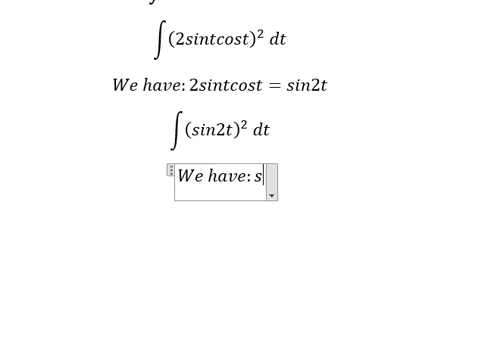 ∫(2sintcost)² dt
We have: 2sintcost = sin2t
∫(sin2t)² dt
We have: s